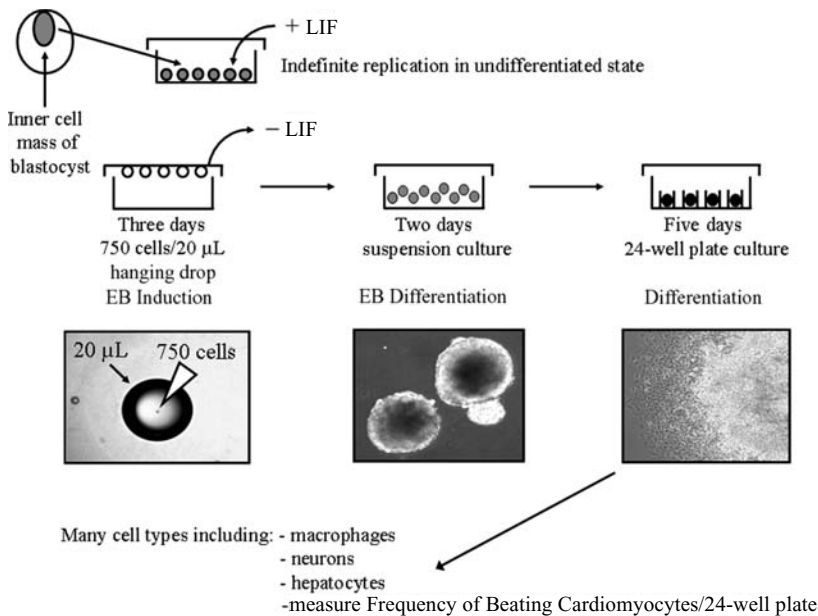 + LIF
Indefinite replication in undifferentiated state
Inner cell
mass of
blastocyst
− LIF
Three days
750 cells/20 µL
hanging drop
EB Induction
Two days
suspension culture
EB Differentiation
Five days
24-well plate culture
Differentiation
20 µL
750 cells
Many cell types including: - macrophages
- neurons
- hepatocytes
-measure Frequency of Beating Cardiomyocytes/24-well plate